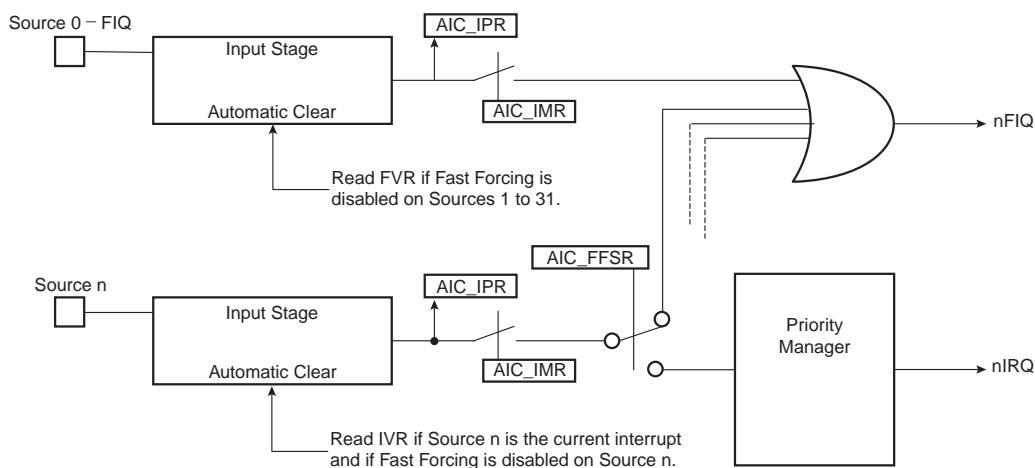 Source 0 – FIQ
AIC_IPR
Input Stage
Automatic Clear
AIC_IMR
nFIQ
Read FVR if Fast Forcing is
disabled on Sources 1 to 31.
AIC_FFSR
Source n
AIC_IPR
Input Stage
Priority
Manager
Automatic Clear
AIC_IMR
nIRQ
Read IVR if Source n is the current interrupt
and if Fast Forcing is disabled on Source n.